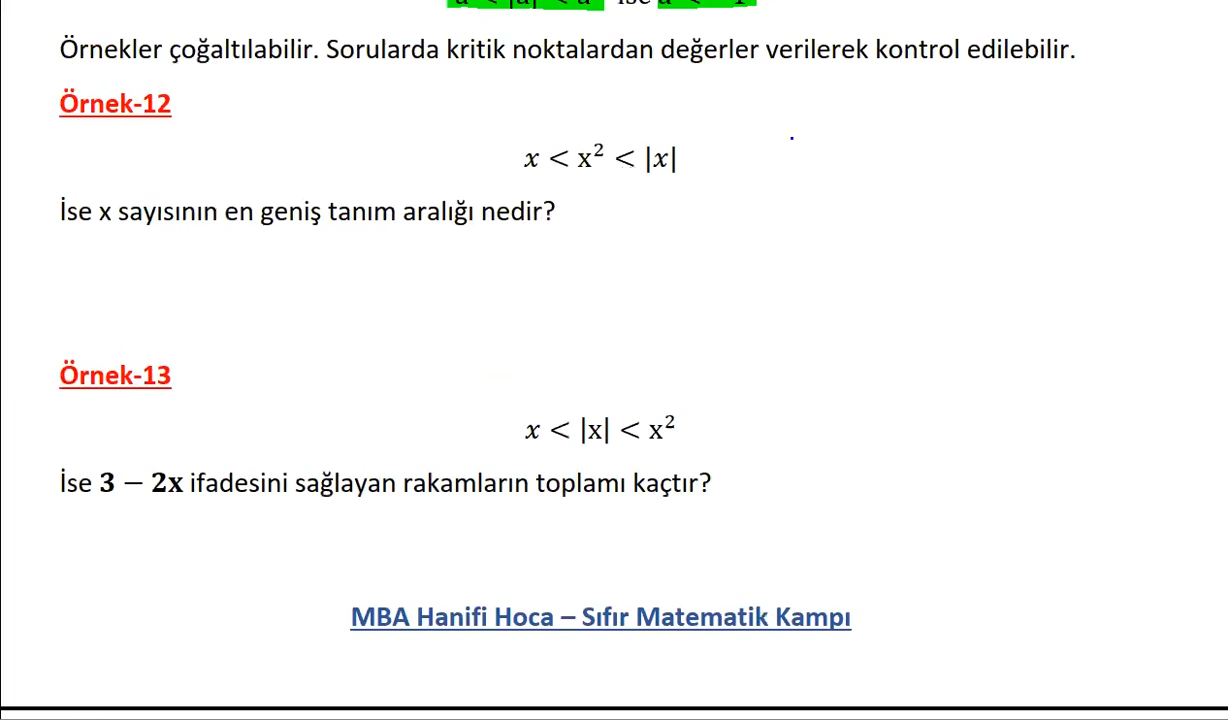 ise
Örnekler çoğaltılabilir. Sorularda kritik noktalardan değerler verilerek kontrol edilebilir.
Örnek-12
x < x² < |x|
İse x sayısının en geniş tanım aralığı nedir?
Örnek-13
x < |x| < x²
İse 3 − 2x ifadesini sağlayan rakamların toplamı kaçtır?
MBA Hanifi Hoca – Sıfır Matematik Kampı